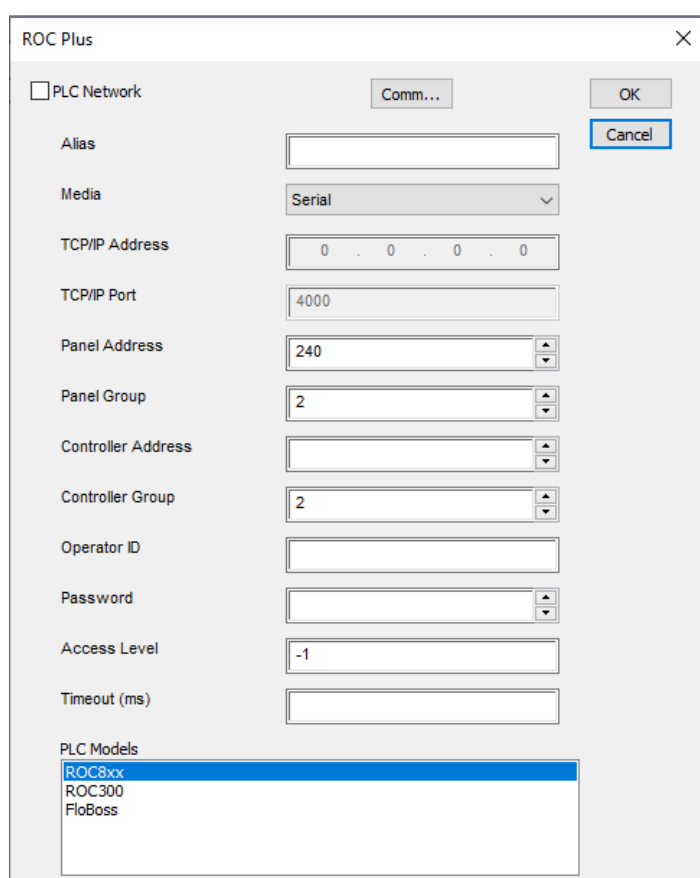 ROC Plus
PLC Network
Comm...
OK
Cancel
Alias
Media
Serial
TCP/IP Address
0 . 0 . 0 . 0
TCP/IP Port
4000
Panel Address
240
Panel Group
2
Controller Address
Controller Group
2
Operator ID
Password
Access Level
-1
Timeout (ms)
PLC Models
ROC8xx
ROC300
FloBoss